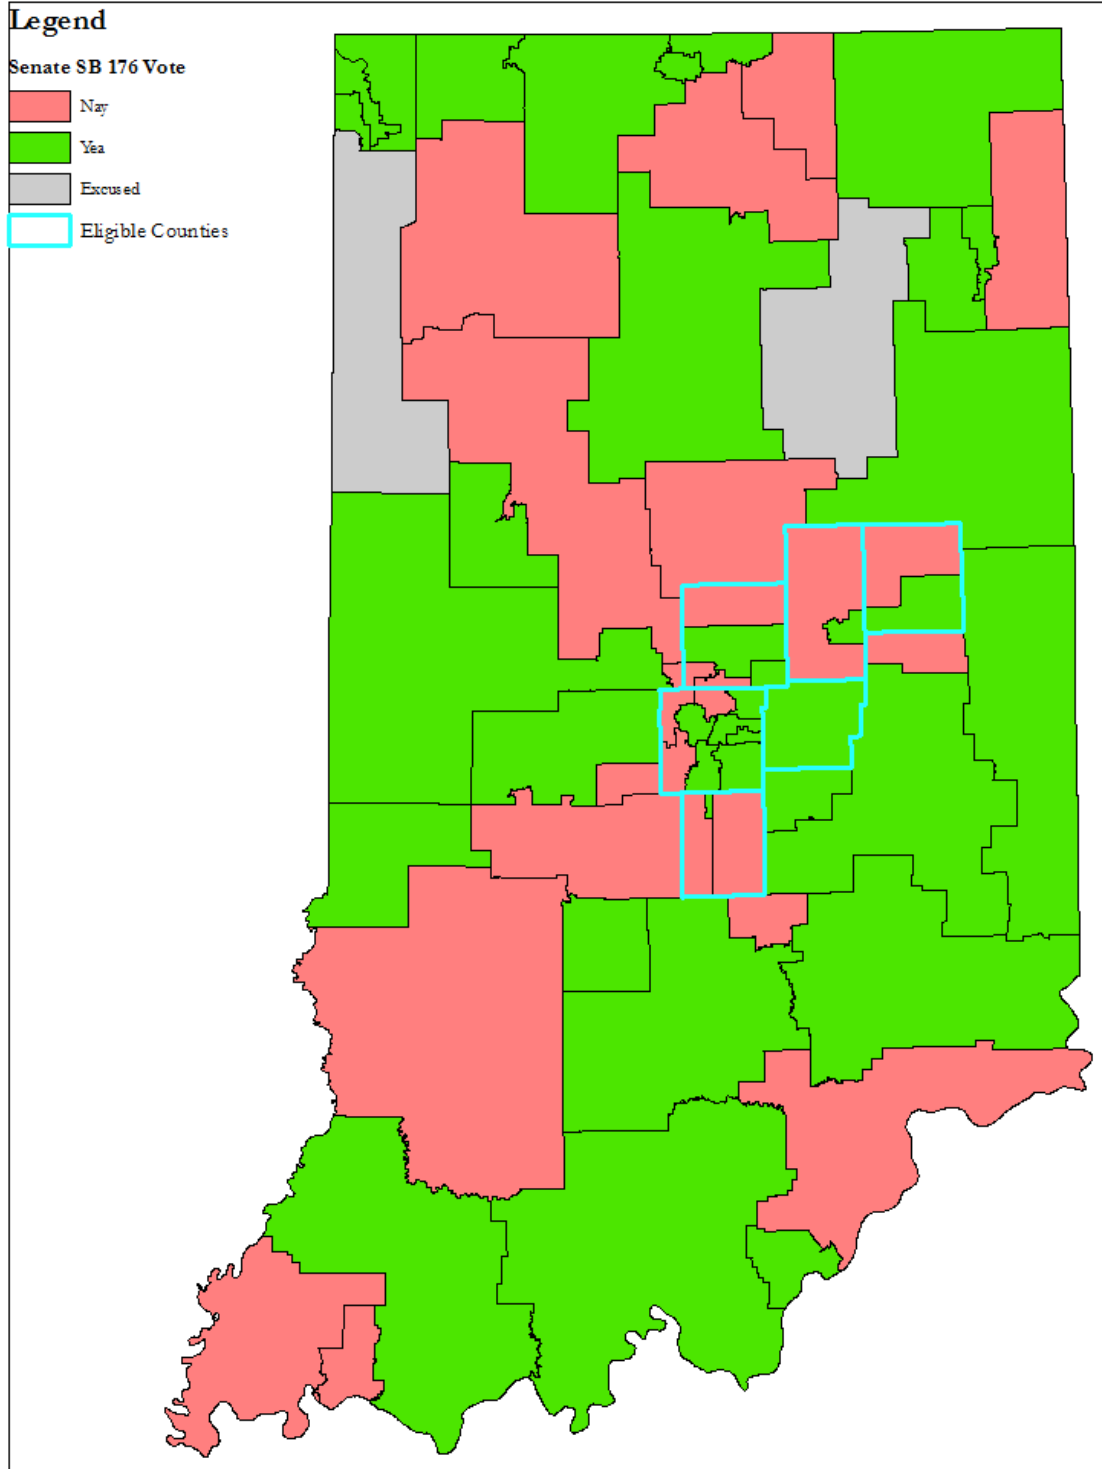 Legend
Senate SB 176 Vote
Nay
Yea
Excused
Eligible Counties